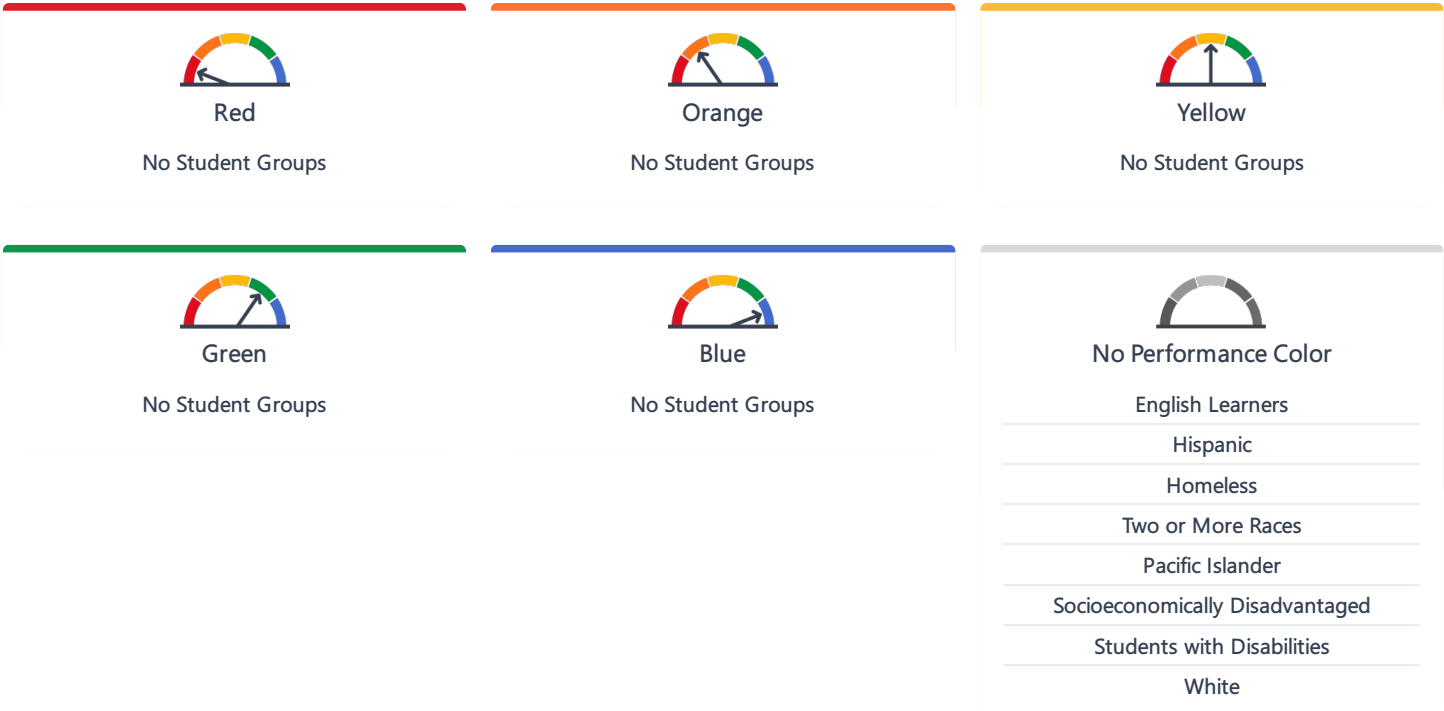 Red
No Student Groups
Orange
No Student Groups
Yellow
No Student Groups
Green
No Student Groups
Blue
No Student Groups
No Performance Color
English Learners
Hispanic
Homeless
Two or More Races
Pacific Islander
Socioeconomically Disadvantaged
Students with Disabilities
White